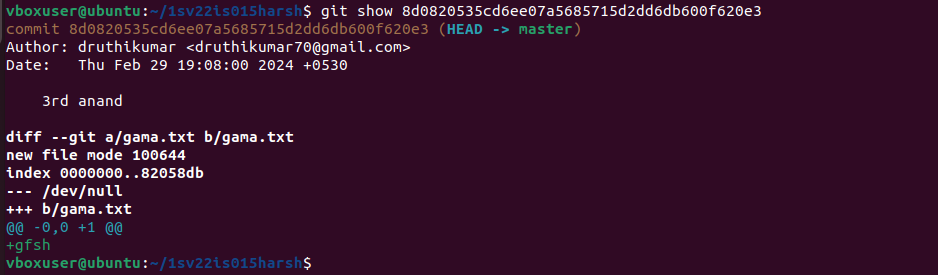 vboxuser@ubuntu:~/1sv22is015harsh$ git show 8d0820535cd6ee07a5685715d2dd6db600f620e3
commit 8d0820535cd6ee07a5685715d2dd6db600f620e3 (HEAD -> master)
Author: druthikumar <druthikumar70@gmail.com>
Date:   Thu Feb 29 19:08:00 2024 +0530

    3rd anand

diff --git a/gama.txt b/gama.txt
new file mode 100644
index 0000000..82058db
--- /dev/null
+++ b/gama.txt
@@ -0,0 +1 @@
+gfsh
vboxuser@ubuntu:~/1sv22is015harsh$